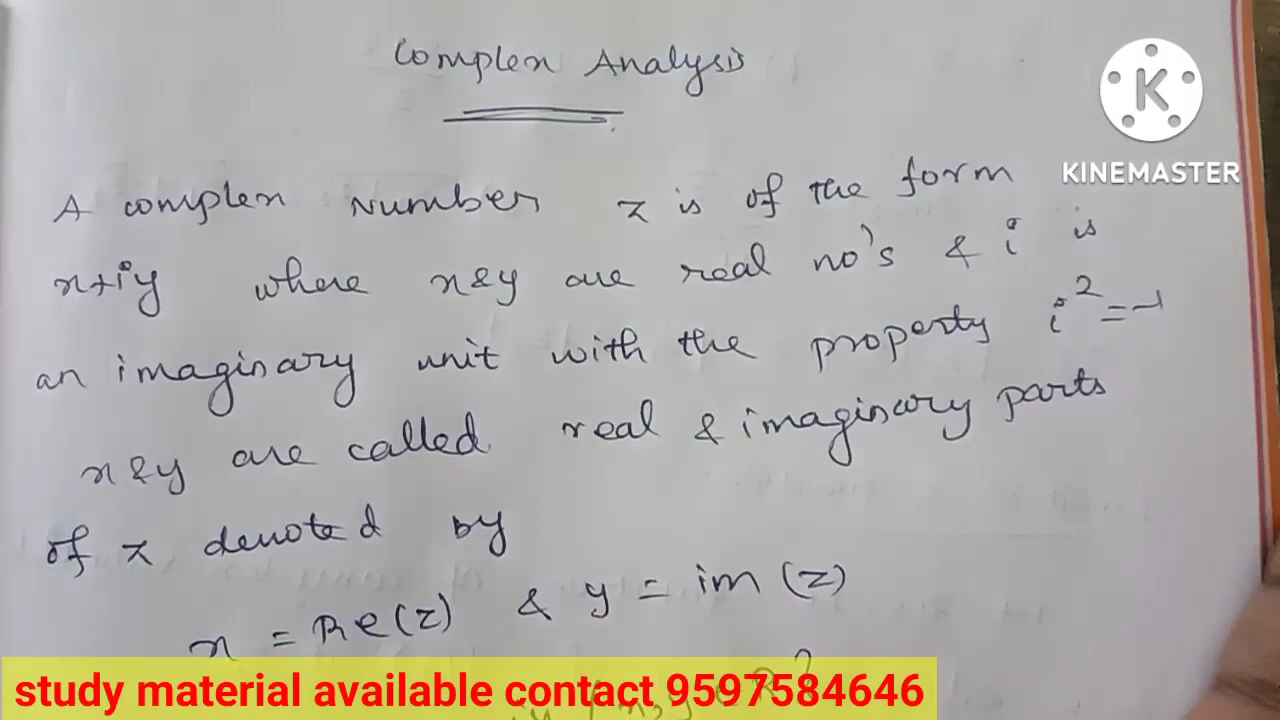 Complex Analysis
K
KINEMASTER
A complex Number z is of the form
x+iy where x & y are real no's & i is
an imaginary unit with the property i² = -1
x & y are called real & imaginary parts
of z denoted by
x = Re(z) & y = im(z)
study material available contact 9597584646